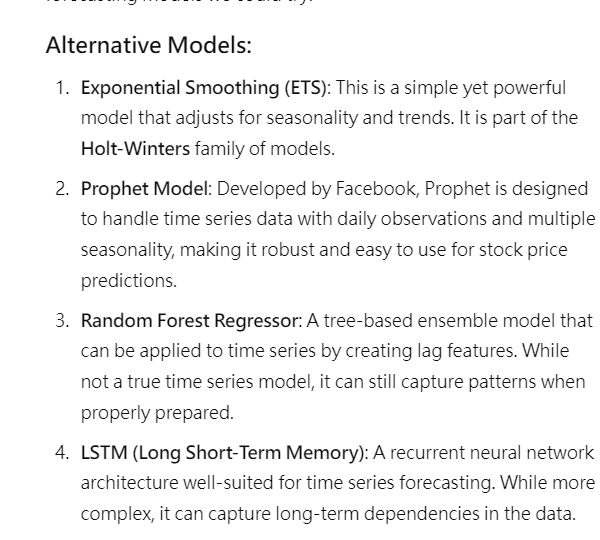 Alternative Models:
1. Exponential Smoothing (ETS): This is a simple yet powerful
model that adjusts for seasonality and trends. It is part of the
Holt-Winters family of models.
2. Prophet Model: Developed by Facebook, Prophet is designed
to handle time series data with daily observations and multiple
seasonality, making it robust and easy to use for stock price
predictions.
3. Random Forest Regressor: A tree-based ensemble model that
can be applied to time series by creating lag features. While
not a true time series model, it can still capture patterns when
properly prepared.
4. LSTM (Long Short-Term Memory): A recurrent neural network
architecture well-suited for time series forecasting. While more
complex, it can capture long-term dependencies in the data.